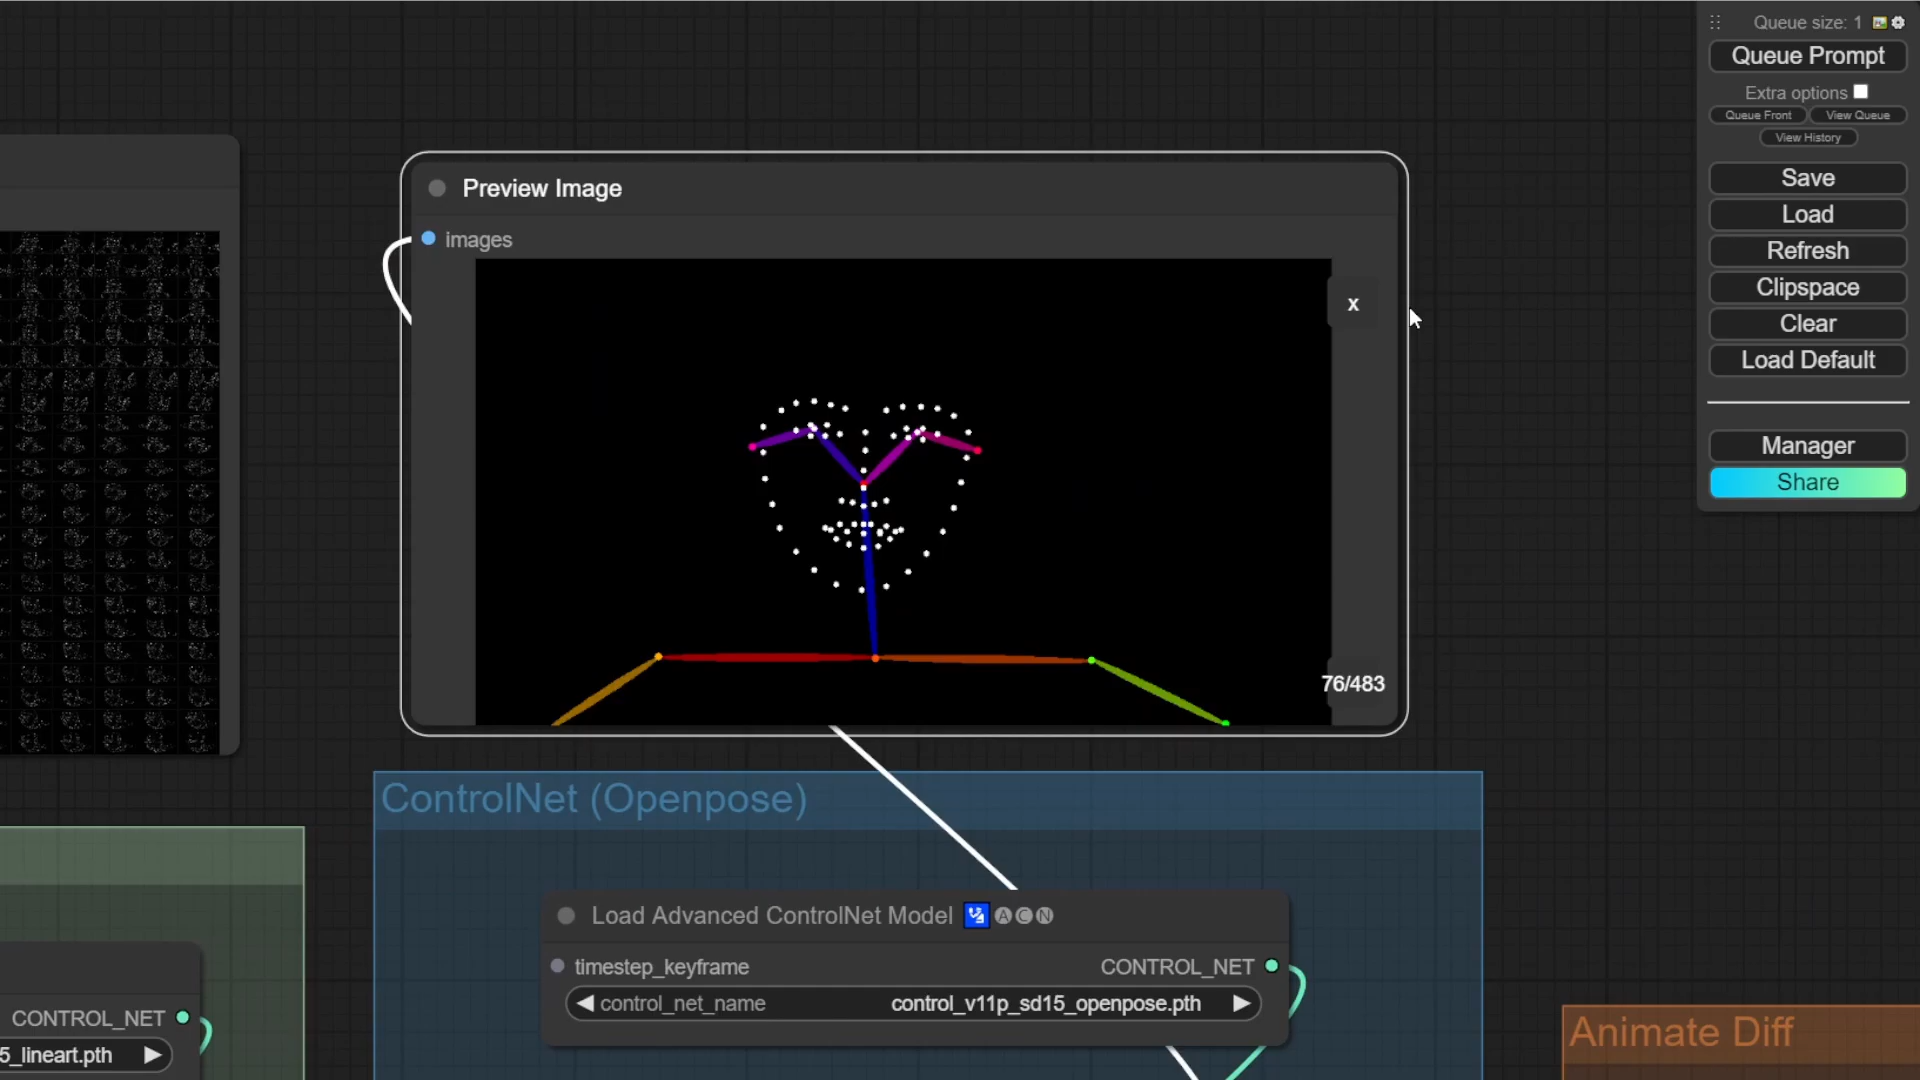 Queue size: 1
Queue Prompt
Extra options
Queue Front
View Queue
View History
Save
Load
Refresh
Clipspace
Clear
Load Default
Manager
Share
Preview Image
images
x
76/483
ControlNet (Openpose)
Load Advanced ControlNet Model ⒶⒸⓃ
timestep_keyframe
CONTROL_NET
control_net_name
control_v11p_sd15_openpose.pth
CONTROL_NET
5_lineart.pth
Animate Diff